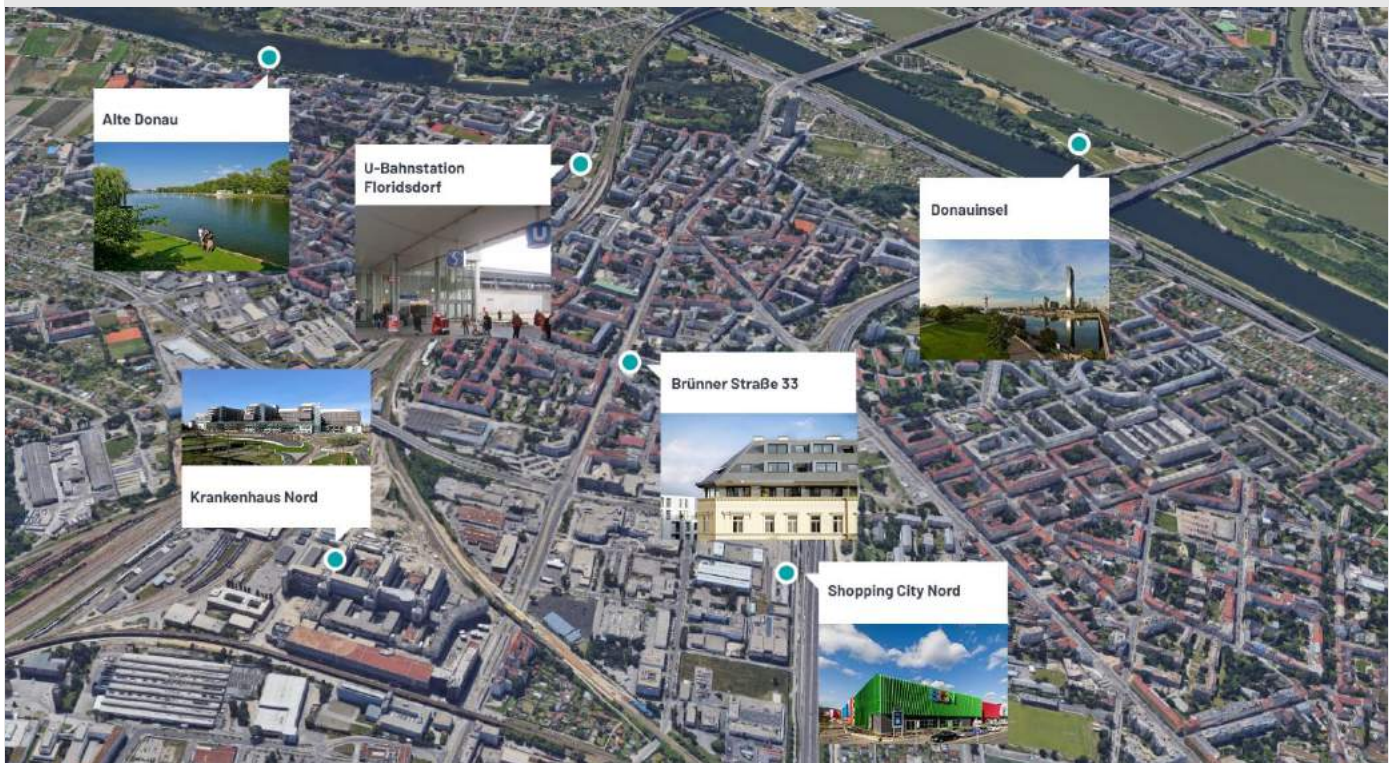 Alte Donau
U-Bahnstation
Floridsdorf
U
S
Donauinsel
Brünner Straße 33
Krankenhaus Nord
Shopping City Nord